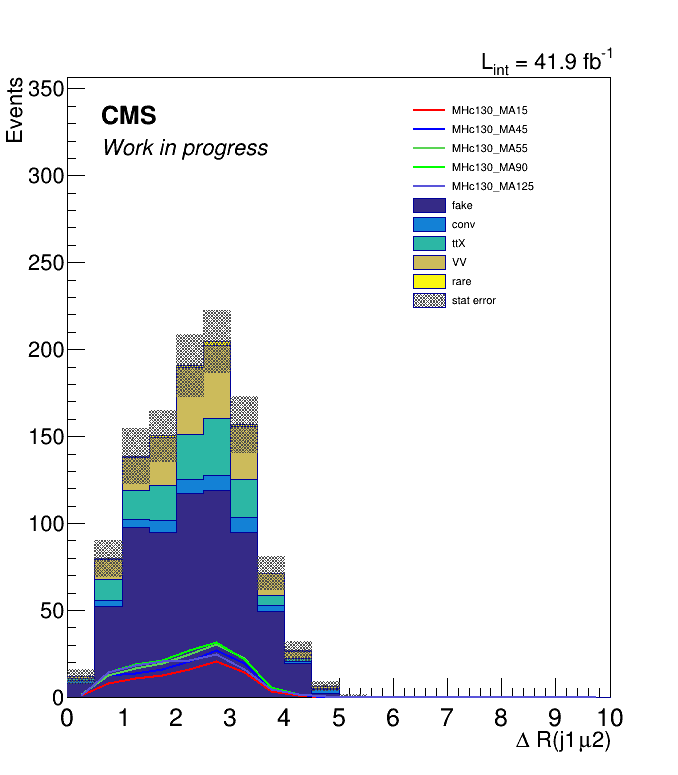 L_int = 41.9 fb^-1
Events
CMS
Work in progress
MHc130_MA15
MHc130_MA45
MHc130_MA55
MHc130_MA90
MHc130_MA125
fake
conv
ttX
VV
rare
stat error
350
300
250
200
150
100
50
0
0 1 2 3 4 5 6 7 8 9 10
Δ R(j1μ2)